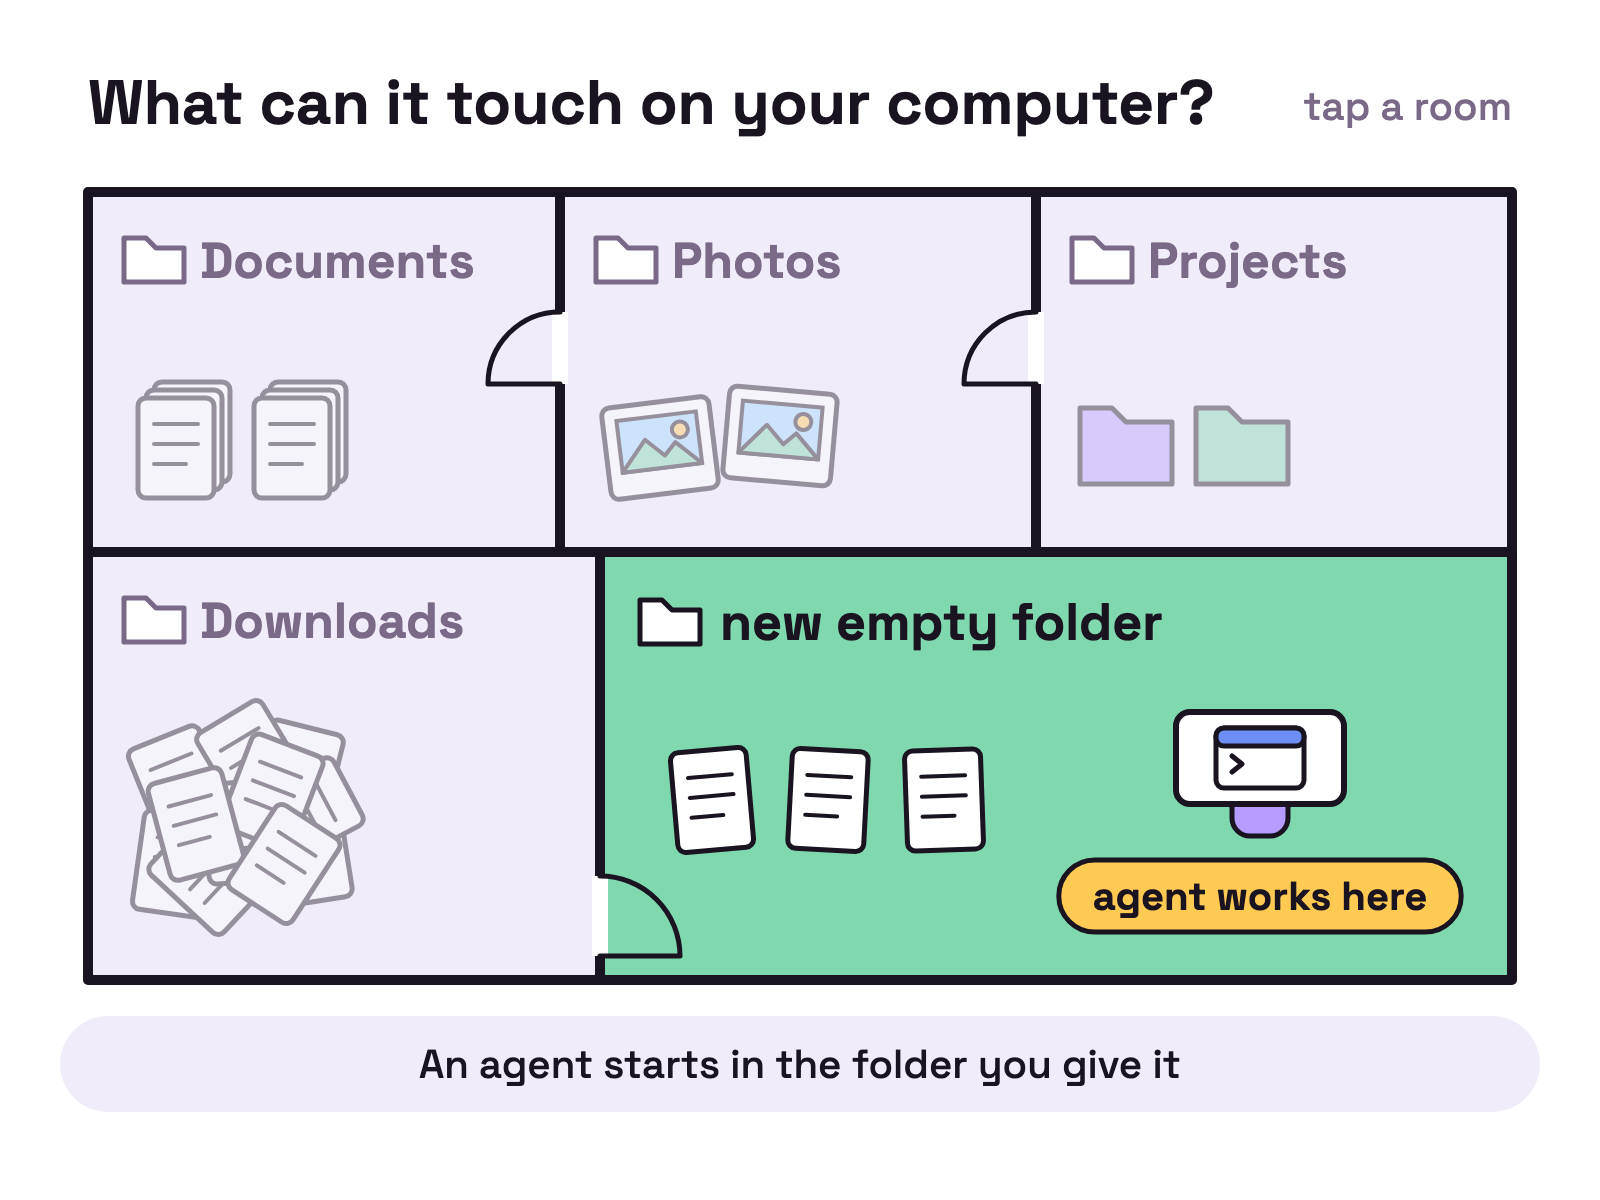 What can it touch on your computer?
tap a room
Documents
Photos
Projects
Downloads
new empty folder
agent works here
An agent starts in the folder you give it